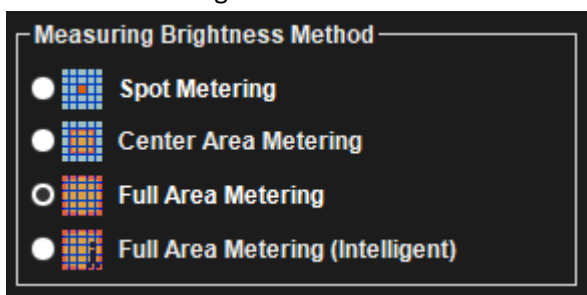 Measuring Brightness Method
Spot Metering
Center Area Metering
Full Area Metering
Full Area Metering (Intelligent)